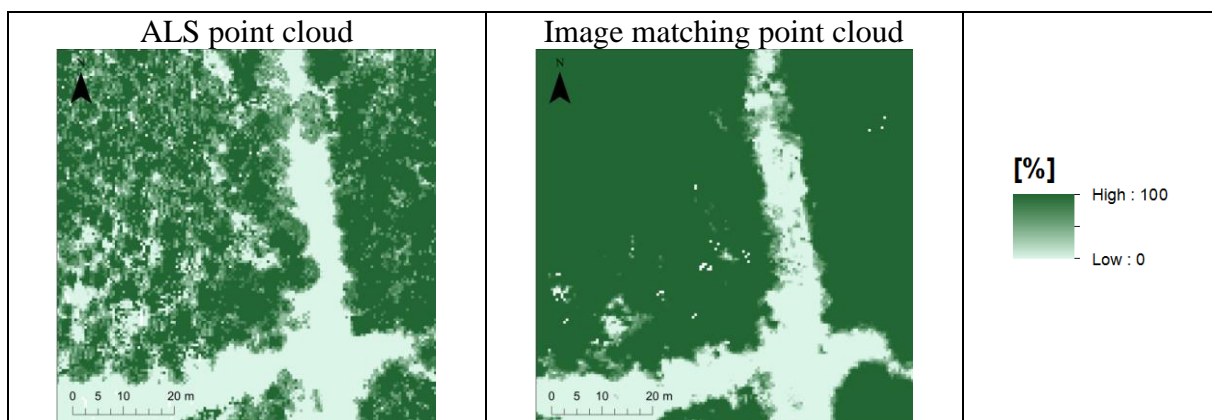 ALS point cloud
Image matching point cloud
N
N
[%]
High : 100
Low : 0
0 5 10 20 m
0 5 10 20 m